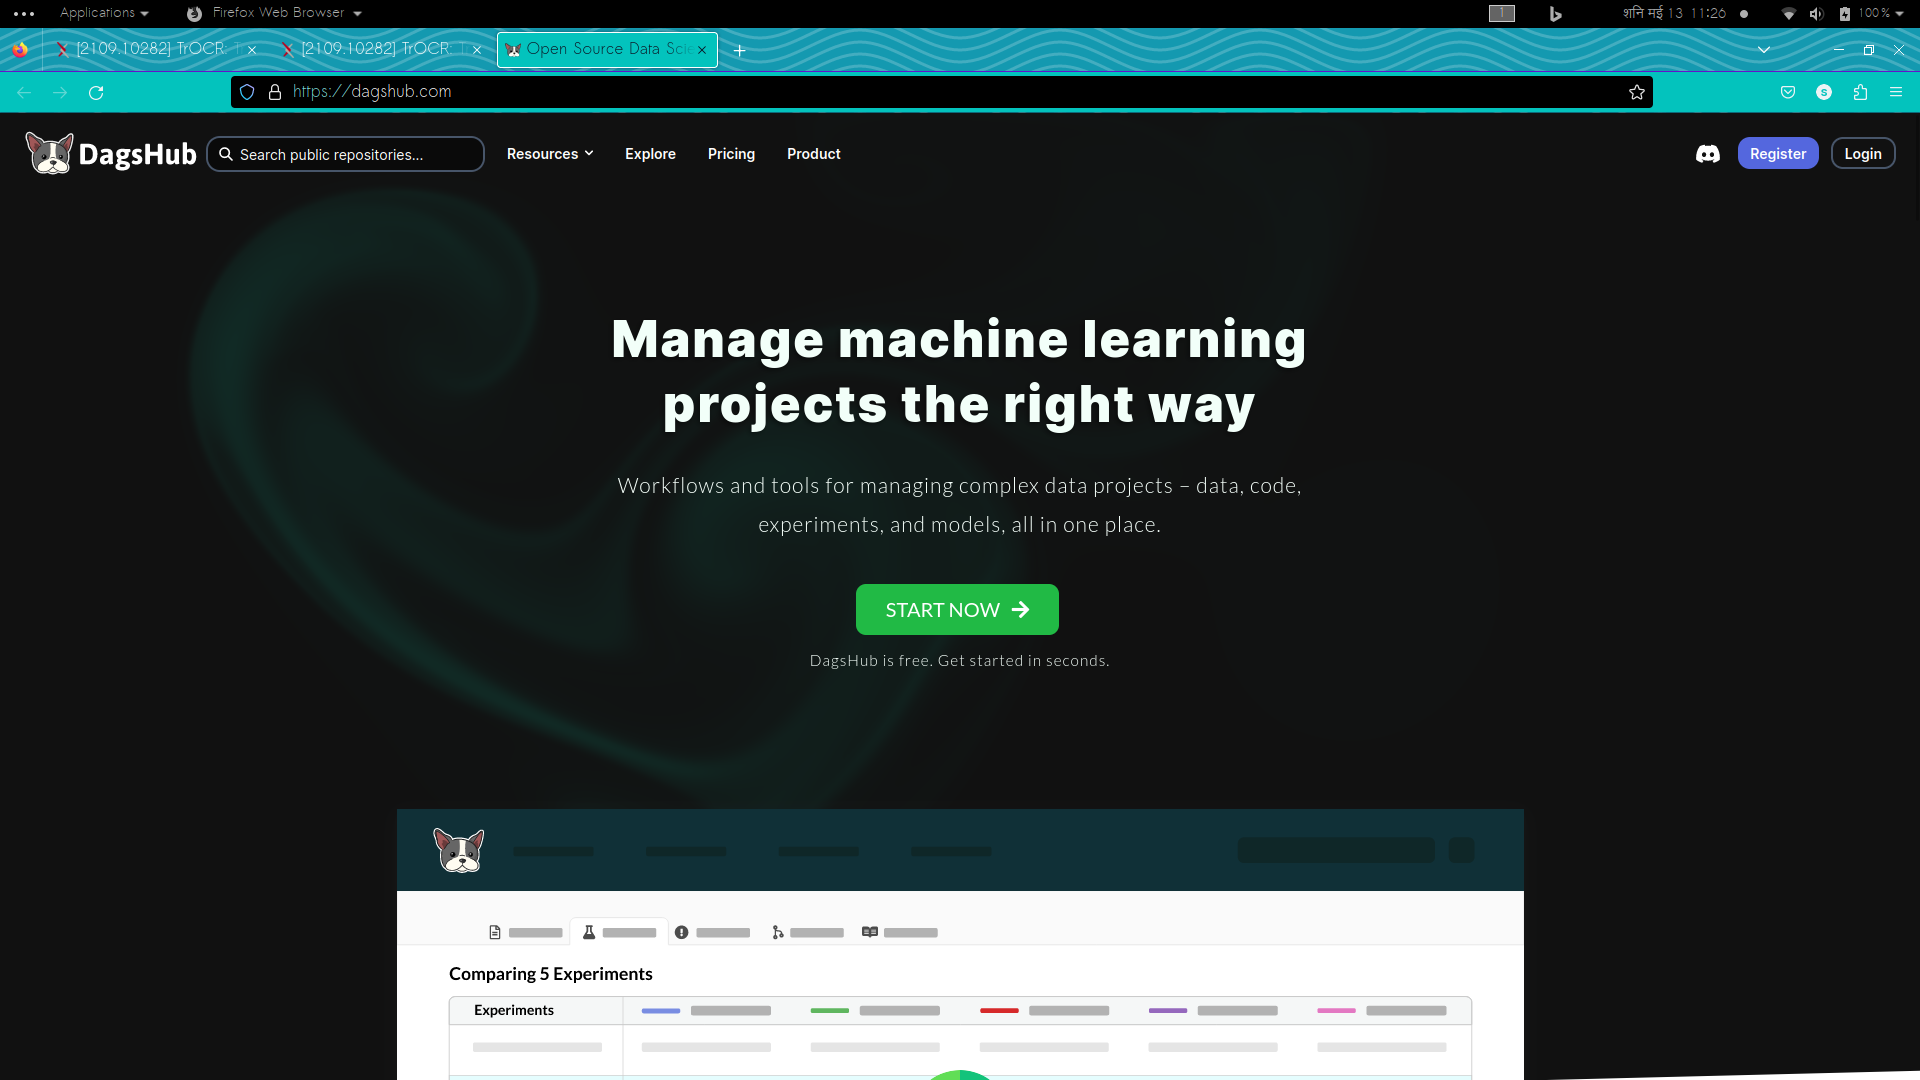 Applications
Firefox Web Browser
1
शनि मई 13 11:26
100 %
[2109.10282] TrOCR:
[2109.10282] TrOCR:
Open Source Data Scie
https://dagshub.com
S
DagsHub
Search public repositories...
Resources
Explore
Pricing
Product
Register
Login
Manage machine learning
projects the right way
Workflows and tools for managing complex data projects – data, code,
experiments, and models, all in one place.
START NOW
DagsHub is free. Get started in seconds.
Comparing 5 Experiments
Experiments